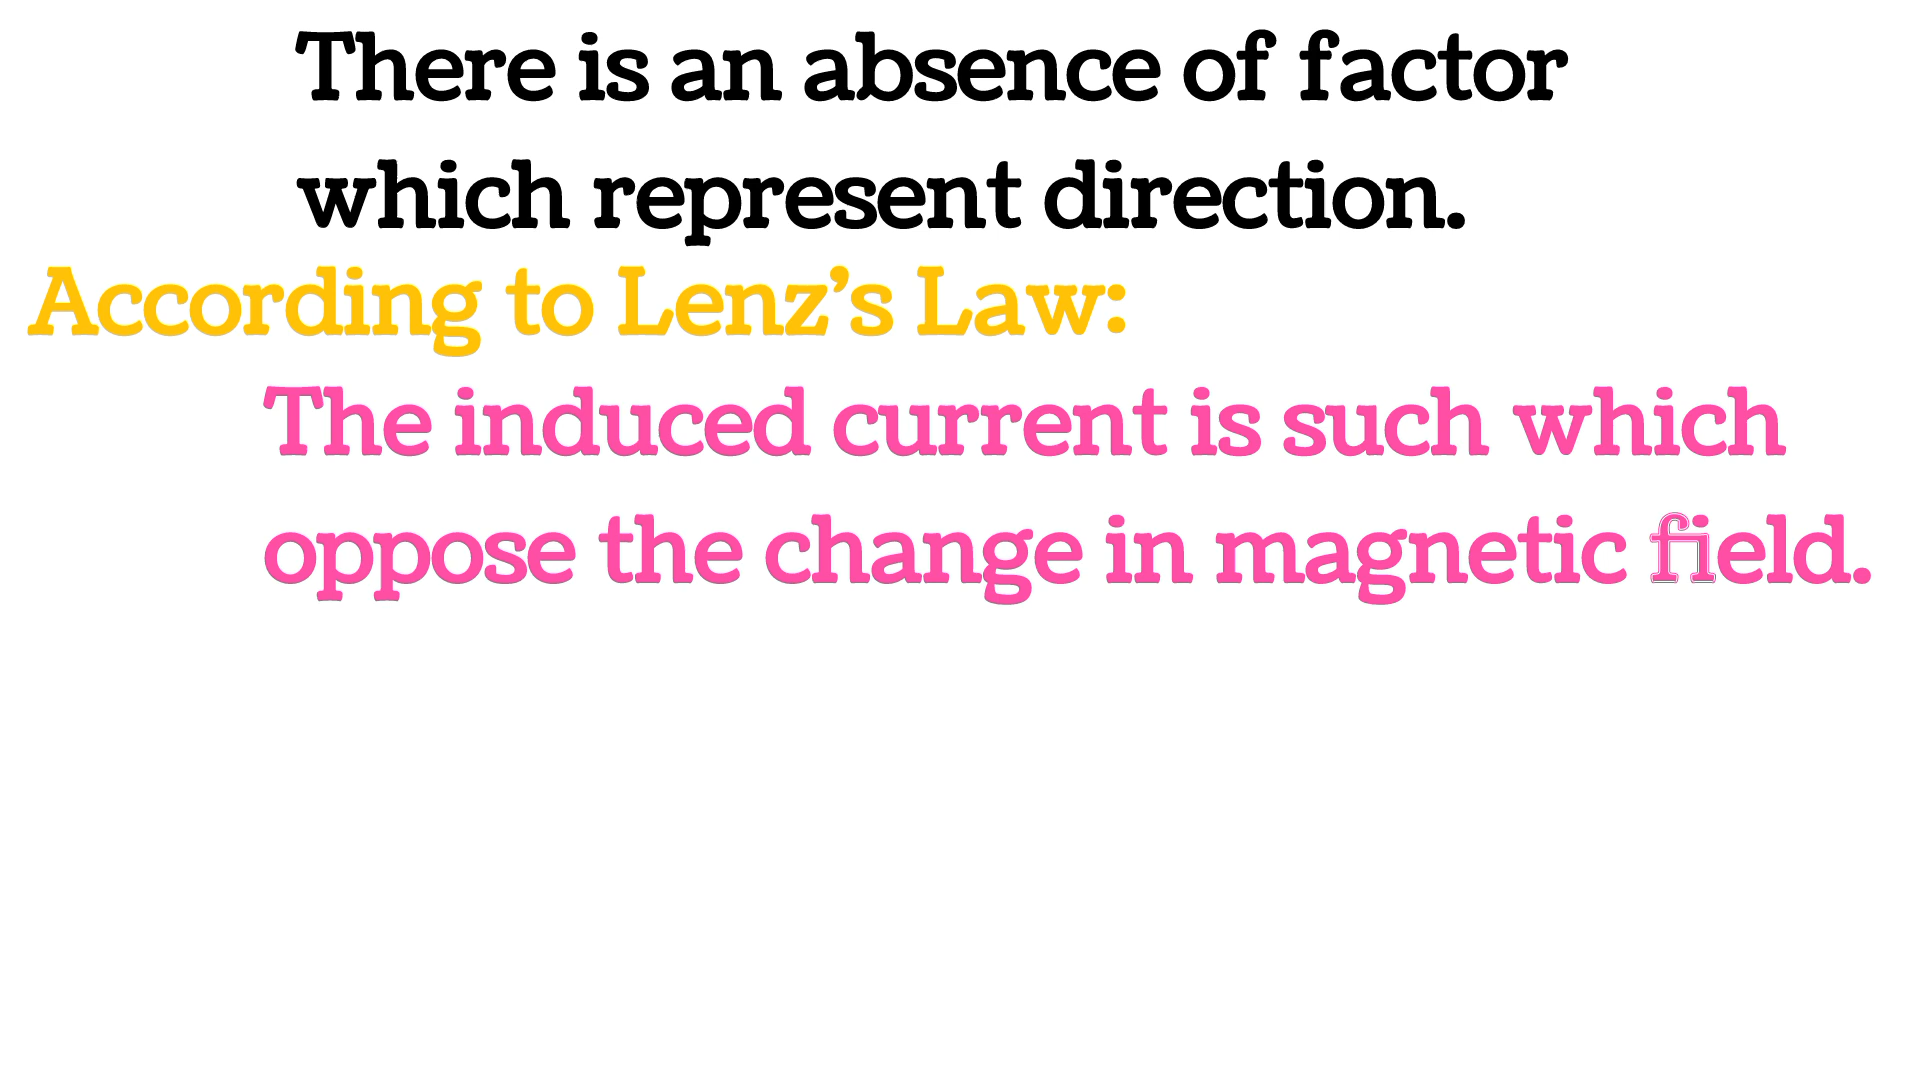 There is an absence of factor
which represent direction.
According to Lenz’s Law:
The induced current is such which
oppose the change in magnetic field.